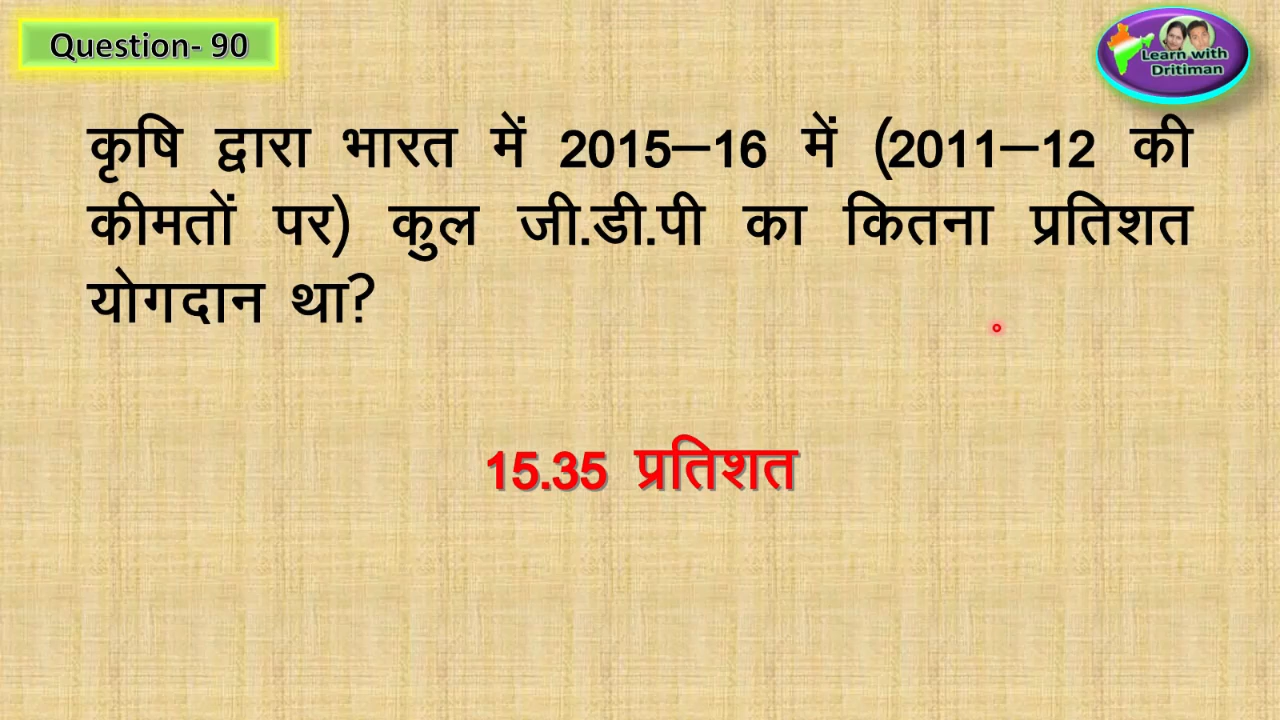 Question- 90
Learn with
Dritiman
कृषि द्वारा भारत में 2015–16 में (2011–12 की
कीमतों पर) कुल जी.डी.पी का कितना प्रतिशत
योगदान था?
15.35 प्रतिशत